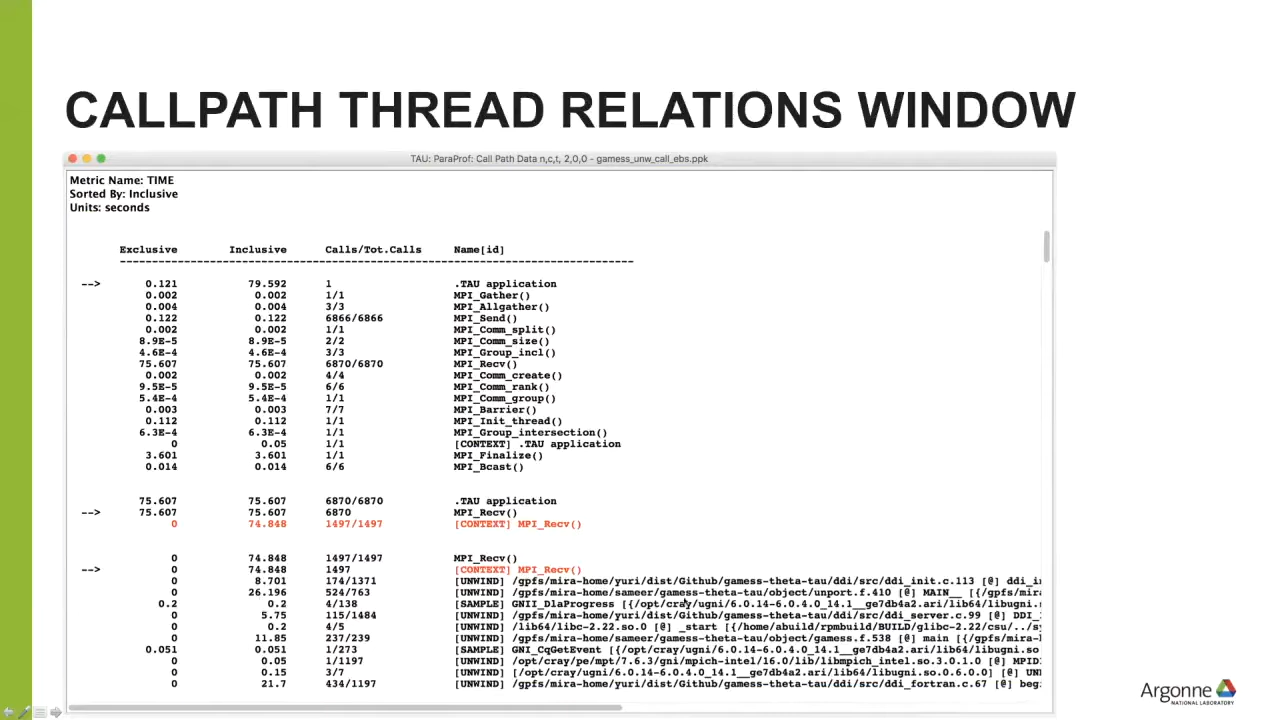 CALLPATH THREAD RELATIONS WINDOW
TAU: ParaProf: Call Path Data n,c,t, 2,0,0 - gamess_unw_call_ebs.ppk
Metric Name: TIME
Sorted By: Inclusive
Units: seconds
Exclusive Inclusive Calls/Tot.Calls Name[id]
--------------------------------------------------------------------------------
--> 0.121 79.592 1 .TAU application
0.002 0.002 1/1 MPI_Gather()
0.004 0.004 3/3 MPI_Allgather()
0.122 0.122 6866/6866 MPI_Send()
0.002 0.002 1/1 MPI_Comm_split()
8.9E-5 8.9E-5 2/2 MPI_Comm_size()
4.6E-4 4.6E-4 3/3 MPI_Group_incl()
75.607 75.607 6870/6870 MPI_Recv()
0.002 0.002 4/4 MPI_Comm_create()
9.5E-5 9.5E-5 6/6 MPI_Comm_rank()
5.4E-4 5.4E-4 1/1 MPI_Comm_group()
0.003 0.003 7/7 MPI_Barrier()
0.112 0.112 1/1 MPI_Init_thread()
6.3E-4 6.3E-4 1/1 MPI_Group_intersection()
0 0.05 1/1 [CONTEXT] .TAU application
3.601 3.601 1/1 MPI_Finalize()
0.014 0.014 6/6 MPI_Bcast()
75.607 75.607 6870/6870 .TAU application
--> 75.607 75.607 6870 MPI_Recv()
0 74.848 1497/1497 [CONTEXT] MPI_Recv()
0 74.848 1497/1497 MPI_Recv()
--> 0 74.848 1497 [CONTEXT] MPI_Recv()
0 8.701 174/1371 [UNWIND] /gpfs/mira-home/yuri/dist/Github/gamess-theta-tau/ddi/src/ddi_init.c.113 [@] ddi_i
0 26.196 524/763 [UNWIND] /gpfs/mira-home/sameer/gamess-theta-tau/object/unport.f.410 [@] MAIN__ [{/gpfs/m
0.2 0.2 4/138 [SAMPLE] GNII_DlaProgress [{/opt/cray/ugni/6.0.14-6.0.4.0_14.1__ge7db4a2.ari/lib64/libugni.
0 5.75 115/1484 [UNWIND] /gpfs/mira-home/yuri/dist/Github/gamess-theta-tau/ddi/src/ddi_server.c.99 [@] DDI_
0 0.2 4/5 [UNWIND] /lib64/libc-2.22.so.0 [@] _start [{/home/abuild/rpmbuild/BUILD/glibc-2.22/csu/../sy
0 11.85 237/239 [UNWIND] /gpfs/mira-home/sameer/gamess-theta-tau/object/gamess.f.538 [@] main [{/gpfs/mira-
0.051 0.051 1/273 [SAMPLE] GNI_CqGetEvent [{/opt/cray/ugni/6.0.14-6.0.4.0_14.1__ge7db4a2.ari/lib64/libugni.s
0 0.05 1/1197 [UNWIND] /opt/cray/pe/mpt/7.6.3/gni/mpich-intel/16.0/lib/libmpich_intel.so.3.0.1.0 [@] MPID
0 0.15 3/7 [UNWIND] [/opt/cray/ugni/6.0.14-6.0.4.0_14.1__ge7db4a2.ari/lib64/libugni.so.0.6.0.0] [@] UN
0 21.7 434/1197 [UNWIND] /gpfs/mira-home/yuri/dist/Github/gamess-theta-tau/ddi/src/ddi_fortran.c.67 [@] beg
Argonne
NATIONAL LABORATORY